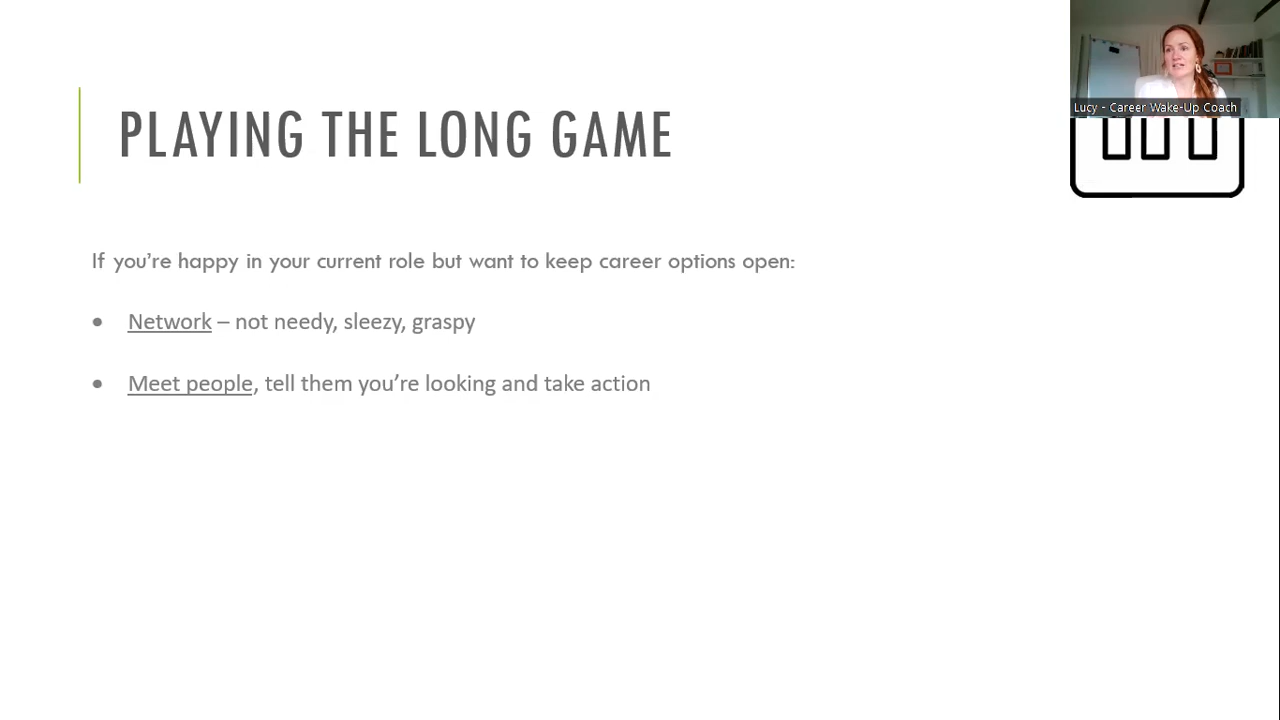 Lucy - Career Wake-Up Coach
PLAYING THE LONG GAME
If you’re happy in your current role but want to keep career options open:
• Network – not needy, sleezy, graspy
• Meet people, tell them you’re looking and take action